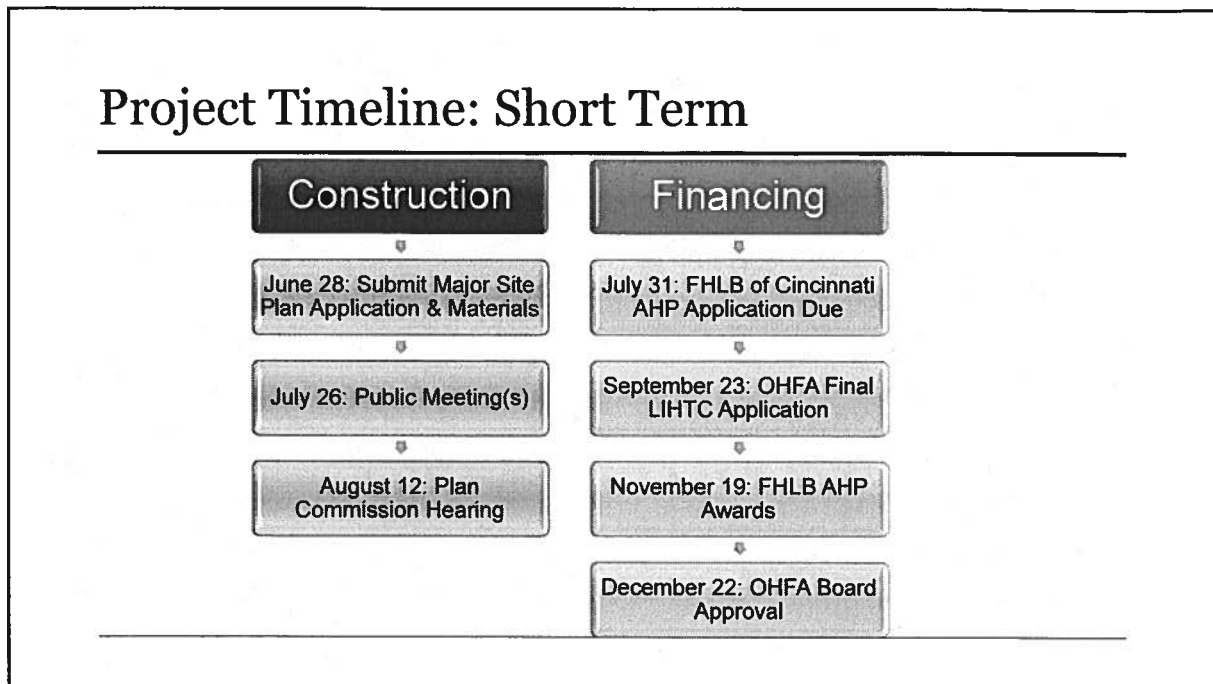 Project Timeline: Short Term
Construction
June 28: Submit Major Site
Plan Application & Materials
July 26: Public Meeting(s)
August 12: Plan
Commission Hearing
Financing
July 31: FHLB of Cincinnati
AHP Application Due
September 23: OHFA Final
LIHTC Application
November 19: FHLB AHP
Awards
December 22: OHFA Board
Approval